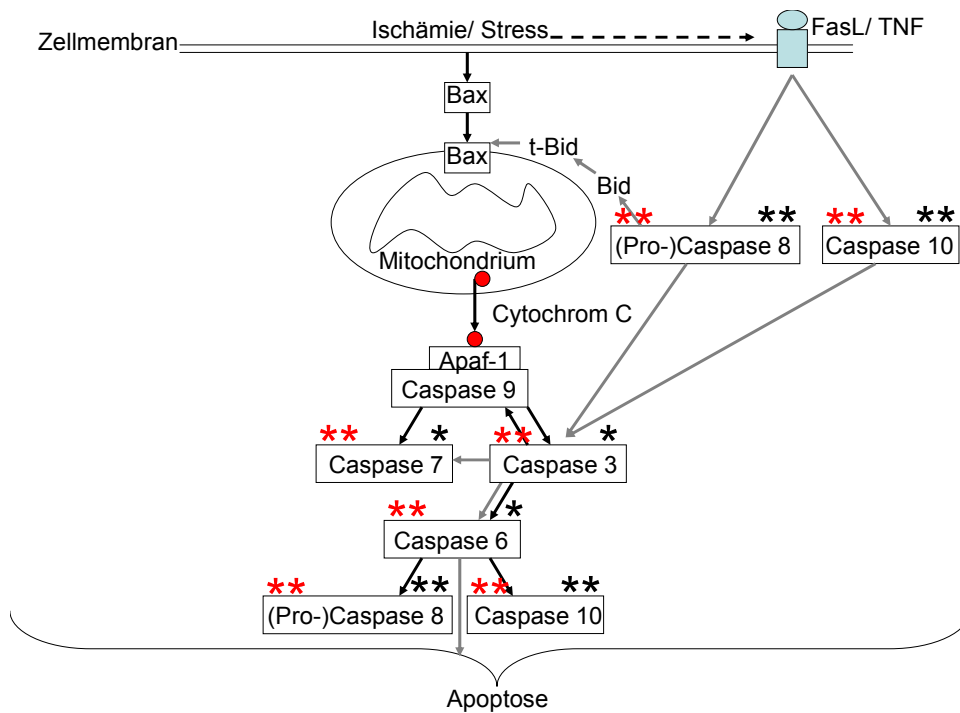 Ischämie/ Stress
FasL/ TNF
Zellmembran
Bax
Bax
t-Bid
Bid
** **
(Pro-)Caspase 8
** **
Caspase 10
Mitochondrium
Cytochrom C
Apaf-1
Caspase 9
** *
Caspase 7
** *
Caspase 3
** *
Caspase 6
** **
(Pro-)Caspase 8
** **
Caspase 10
Apoptose